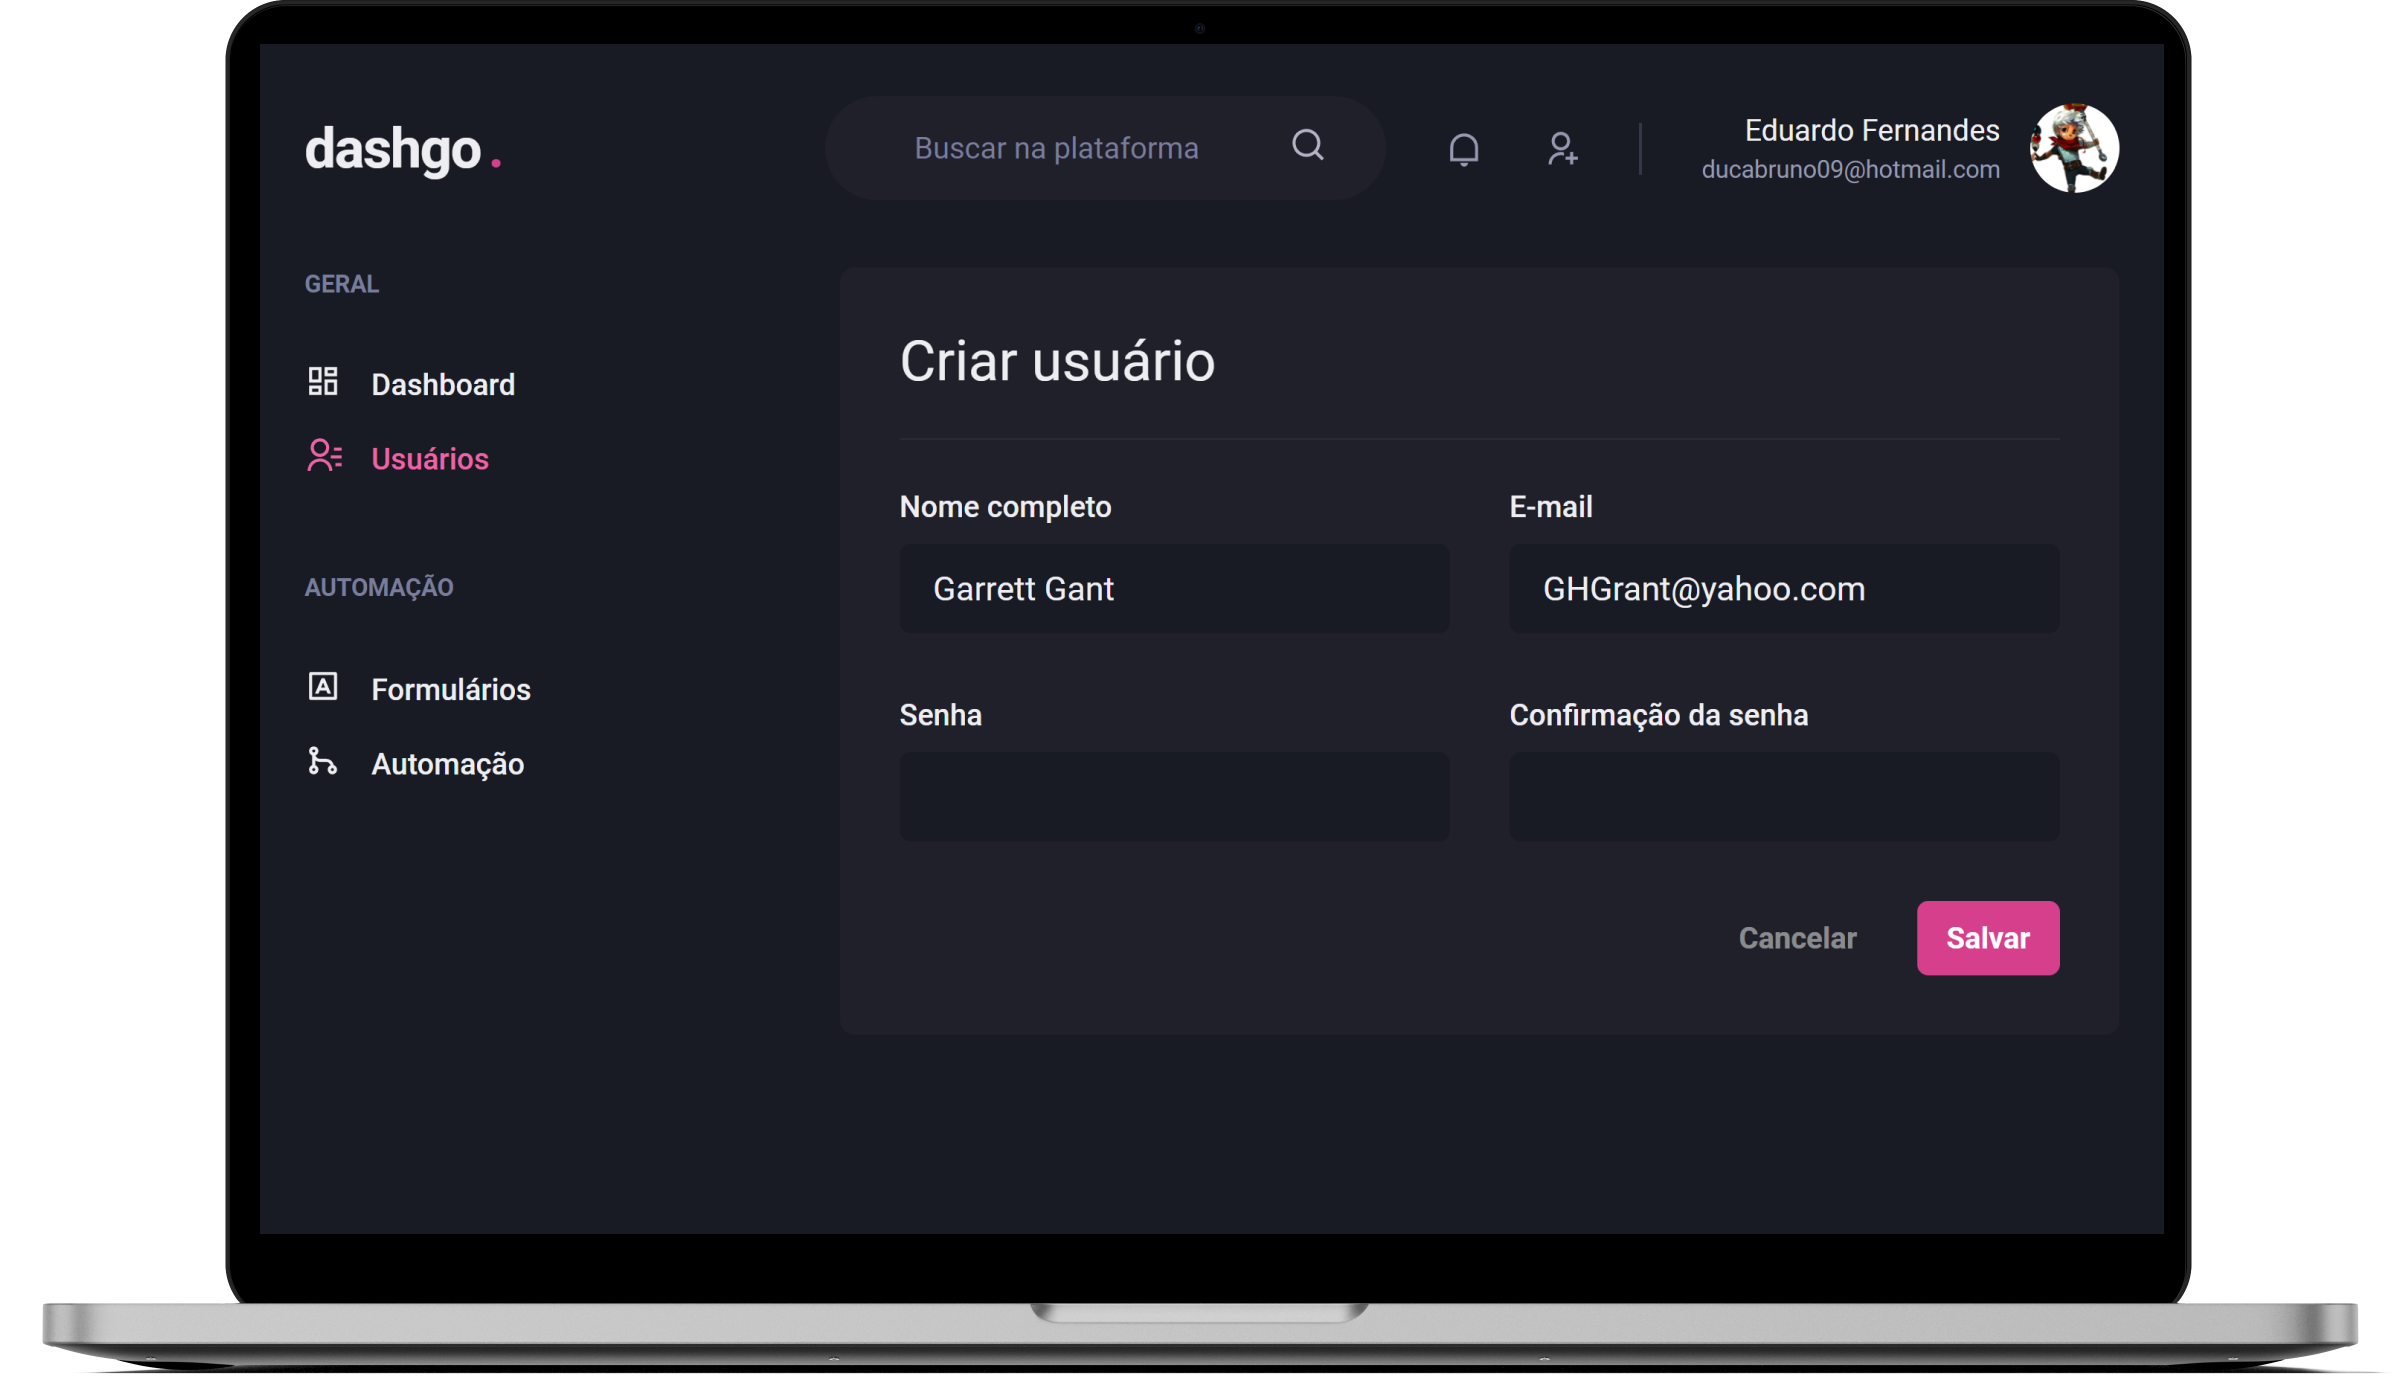 dashgo.
Buscar na plataforma
Eduardo Fernandes
ducabruno09@hotmail.com
GERAL
Dashboard
Usuários
AUTOMAÇÃO
Formulários
Automação
Criar usuário
Nome completo
E-mail
Garrett Gant
GHGrant@yahoo.com
Senha
Confirmação da senha
Cancelar
Salvar